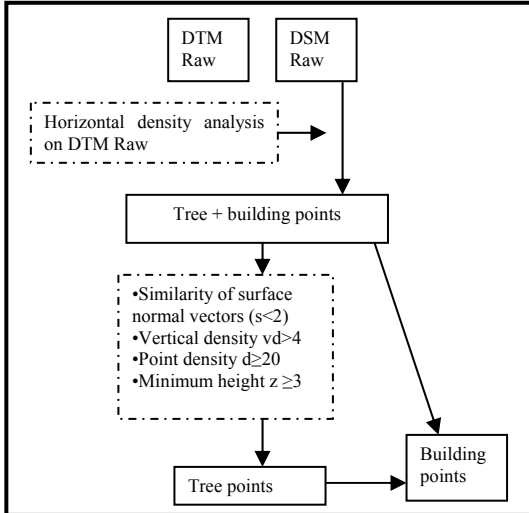 DTM
Raw
DSM
Raw
Horizontal density analysis
on DTM Raw
Tree + building points
•Similarity of surface
normal vectors (s<2)
•Vertical density vd>4
•Point density d≥20
•Minimum height z ≥3
Tree points
Building
points